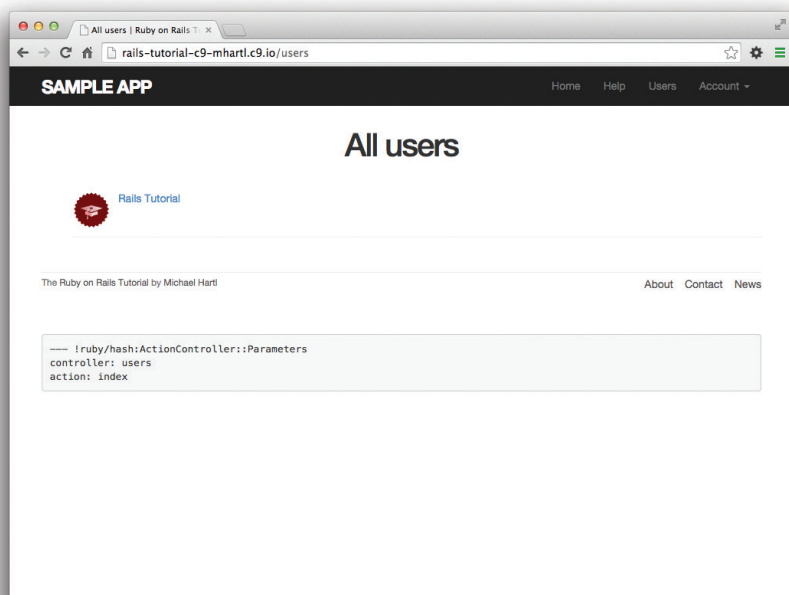 All users | Ruby on Rails T
rails-tutorial-c9-mhartl.c9.io/users
SAMPLE APP
Home Help Users Account
All users
Rails Tutorial
The Ruby on Rails Tutorial by Michael Hartl
About Contact News
--- !ruby/hash:ActionController::Parameters
controller: users
action: index